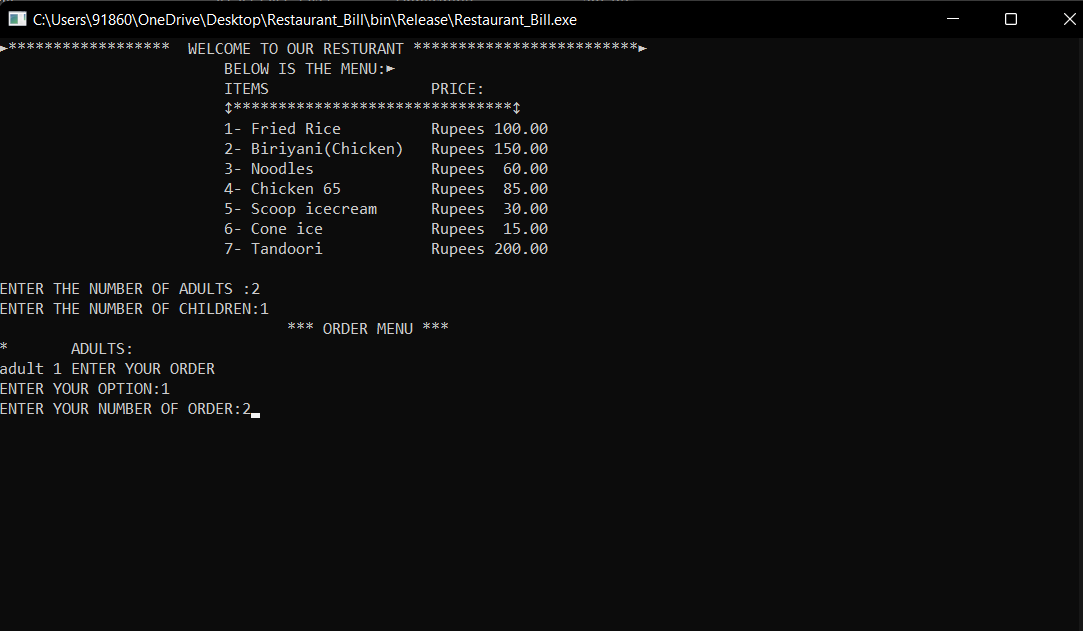 C:\Users\91860\OneDrive\Desktop\Restaurant_Bill\bin\Release\Restaurant_Bill.exe
►****************** WELCOME TO OUR RESTURANT *************************►
BELOW IS THE MENU:►
ITEMS PRICE:
↕*******************************↕
1- Fried Rice Rupees 100.00
2- Biriyani(Chicken) Rupees 150.00
3- Noodles Rupees 60.00
4- Chicken 65 Rupees 85.00
5- Scoop icecream Rupees 30.00
6- Cone ice Rupees 15.00
7- Tandoori Rupees 200.00
ENTER THE NUMBER OF ADULTS :2
ENTER THE NUMBER OF CHILDREN:1
*** ORDER MENU ***
* ADULTS:
adult 1 ENTER YOUR ORDER
ENTER YOUR OPTION:1
ENTER YOUR NUMBER OF ORDER:2